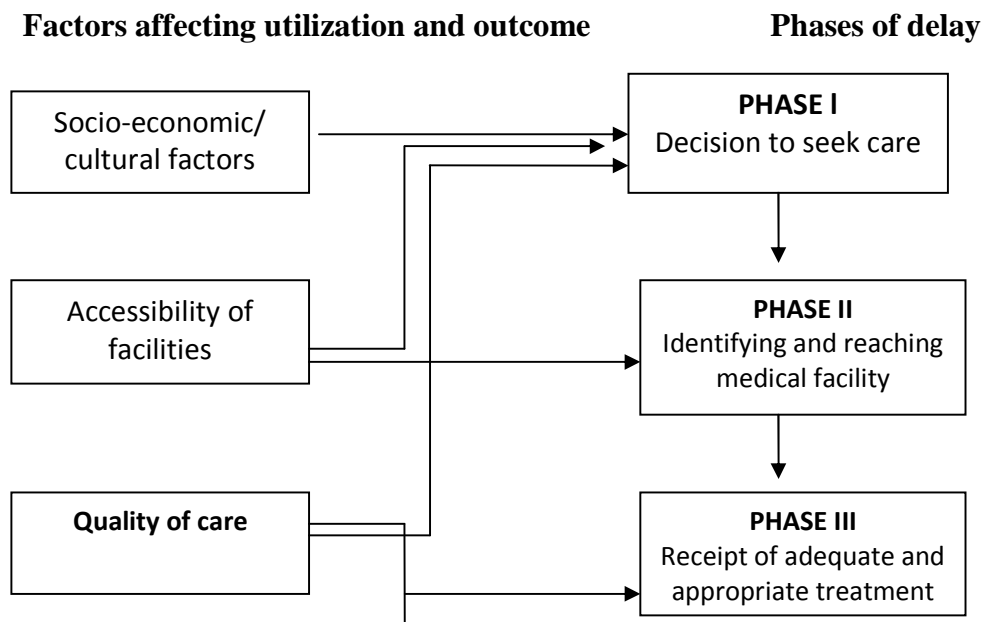 Factors affecting utilization and outcome
Phases of delay
Socio-economic/
cultural factors
PHASE l
Decision to seek care
Accessibility of
facilities
PHASE II
Identifying and reaching
medical facility
Quality of care
PHASE III
Receipt of adequate and
appropriate treatment